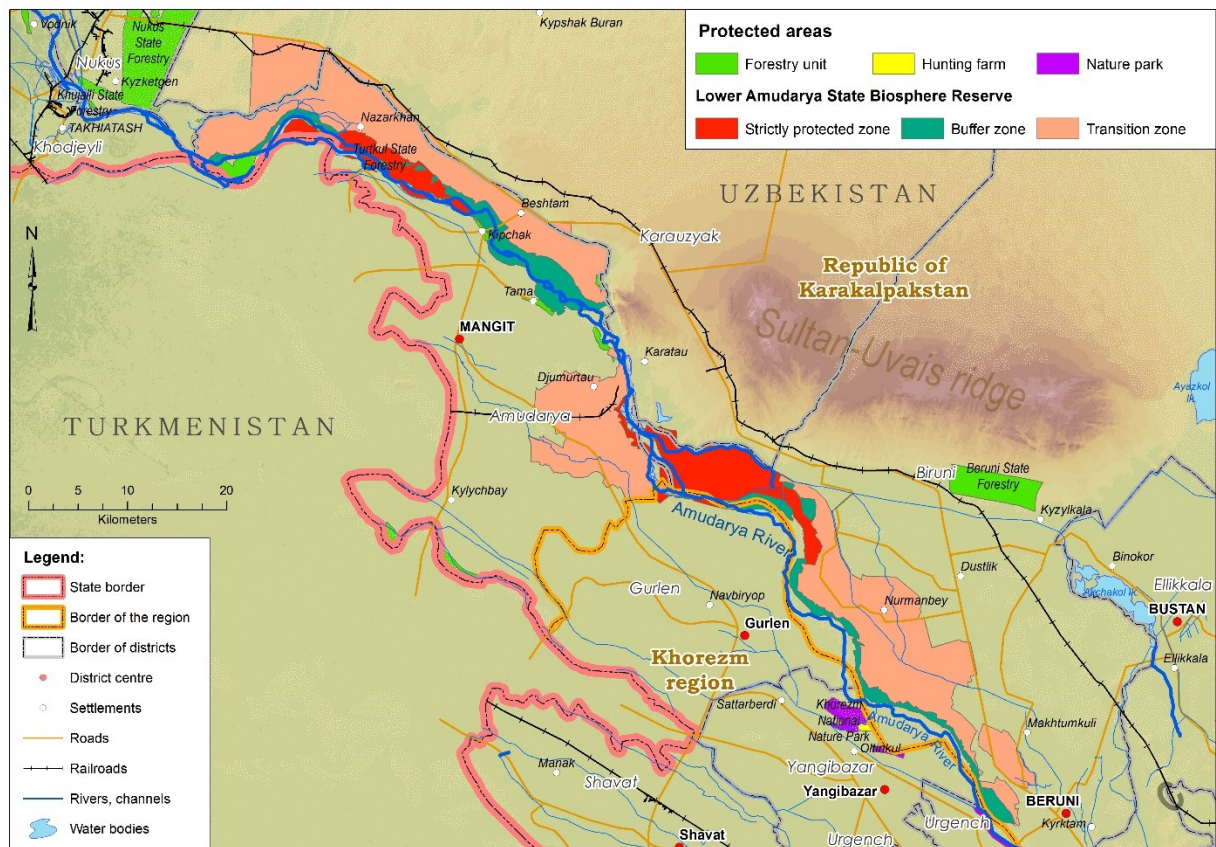 Protected areas
Forestry unit
Hunting farm
Nature park
Lower Amudarya State Biosphere Reserve
Strictly protected zone
Buffer zone
Transition zone
Vodnik
Nukus
State
Forestry
Kypshak Buran
Nukus
Kyzketgen
Khujaili State
Forestry
TAKHIATASH
Khodjeyli
Nazarkhan
Turtkul State
Forestry
Beshtam
Kipchak
Karauzyak
UZBEKISTAN
Republic of
Karakalpakstan
Sultan-Uvais ridge
N
Tama
MANGIT
Karatau
Djumurtau
Amudarya
TURKMENISTAN
Ayazkol
lk.
0 5 10 20
Kilometers
Kylychbay
Biruni
Beruni State
Forestry
Kyzylkala
Amudarya River
Dustlik
Binokor
Ellikkala
BUSTAN
Ellikkala
Gurlen
Navbiryop
Nurmanbey
Gurlen
Khorezm
region
Sattarberdi
Khorezm
National
Nature Park
Oltinkul
Amudarya River
Makhtumkuli
Yangibazar
Manak
Shavat
Yangibazar
BERUNI
Kyrktam
Urgench
Urgench
Shavat
Legend:
State border
Border of the region
Border of districts
District centre
Settlements
Roads
Railroads
Rivers, channels
Water bodies